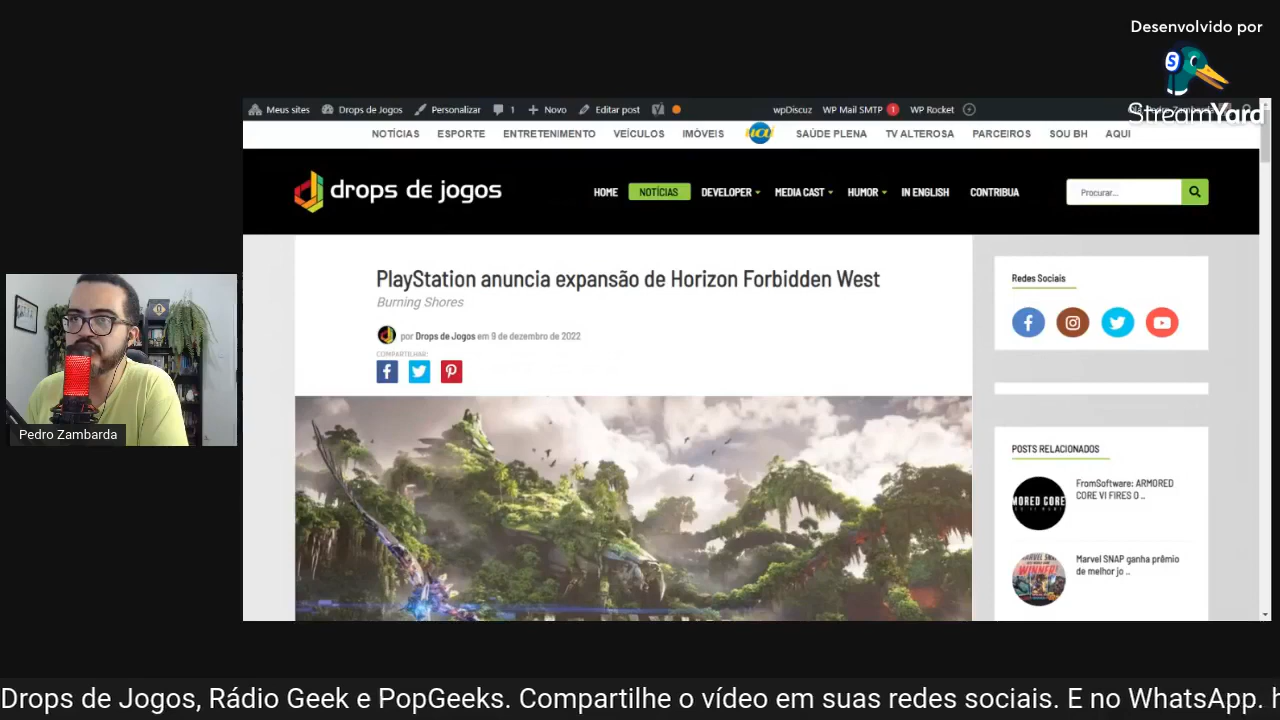 Desenvolvido por
StreamYard
Meus sites Drops de Jogos Personalizar 1 Novo Editar post wpDiscuz WP Mail SMTP 1 WP Rocket
NOTÍCIAS ESPORTE ENTRETENIMENTO VEÍCULOS IMÓVEIS UAI SAÚDE PLENA TV ALTEROSA PARCEIROS SOU BH AQUI
drops de jogos
HOME NOTÍCIAS DEVELOPER MEDIA CAST HUMOR IN ENGLISH CONTRIBUA
Procurar...
PlayStation anuncia expansão de Horizon Forbidden West
Burning Shores
por Drops de Jogos em 9 de dezembro de 2022
COMPARTILHAR:
Redes Sociais
POSTS RELACIONADOS
FromSoftware: ARMORED
CORE VI FIRES O ..
MORED CORE
Marvel SNAP ganha prêmio
de melhor jo ..
WINNER!
Pedro Zambarda
Drops de Jogos, Rádio Geek e PopGeeks. Compartilhe o vídeo em suas redes sociais. E no WhatsApp. h